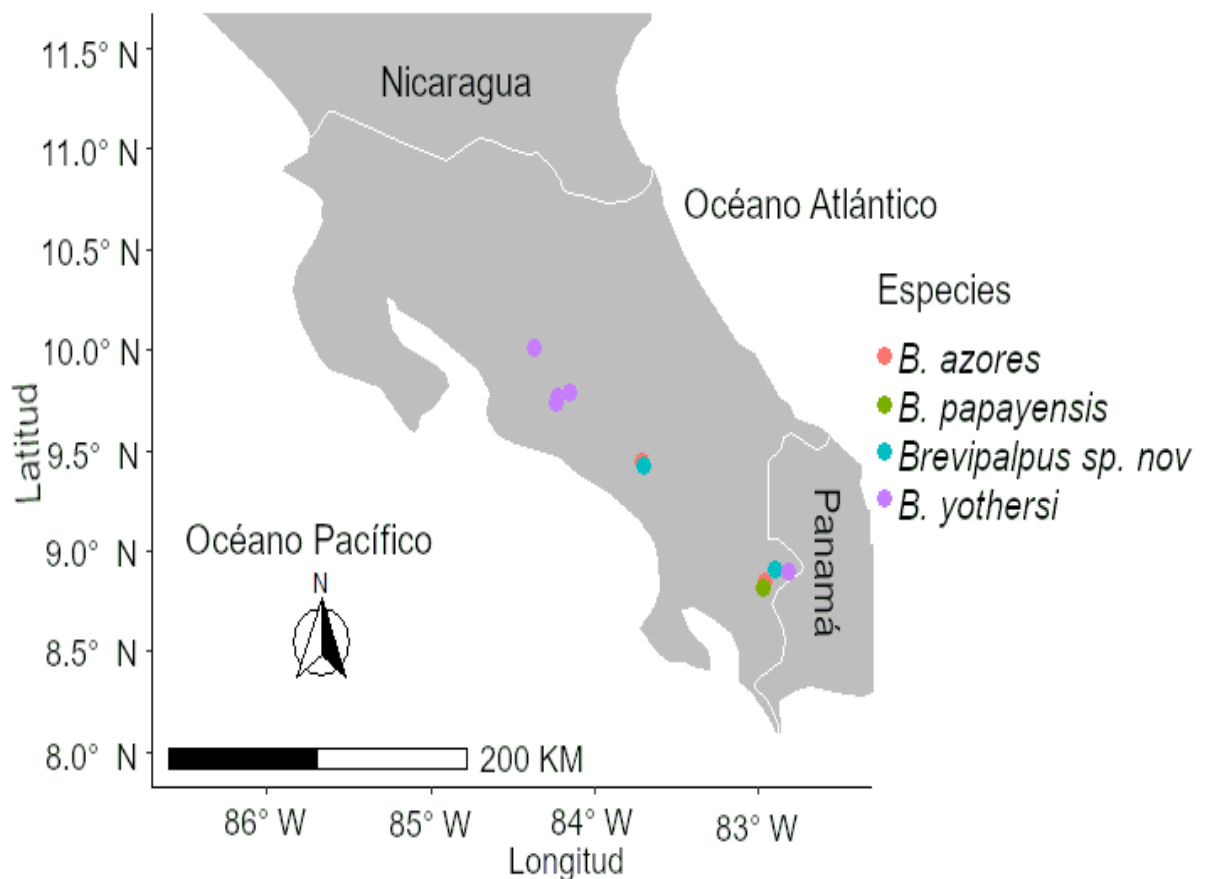 11.5° N
11.0° N
10.5° N
10.0° N
9.5° N
9.0° N
8.5° N
8.0° N
Latitud
Nicaragua
Océano Atlántico
Océano Pacífico
Panamá
N
200 KM
86° W
85° W
84° W
83° W
Longitud
Especies
B. azores
B. papayensis
Brevipalpus sp. nov
B. yothersi